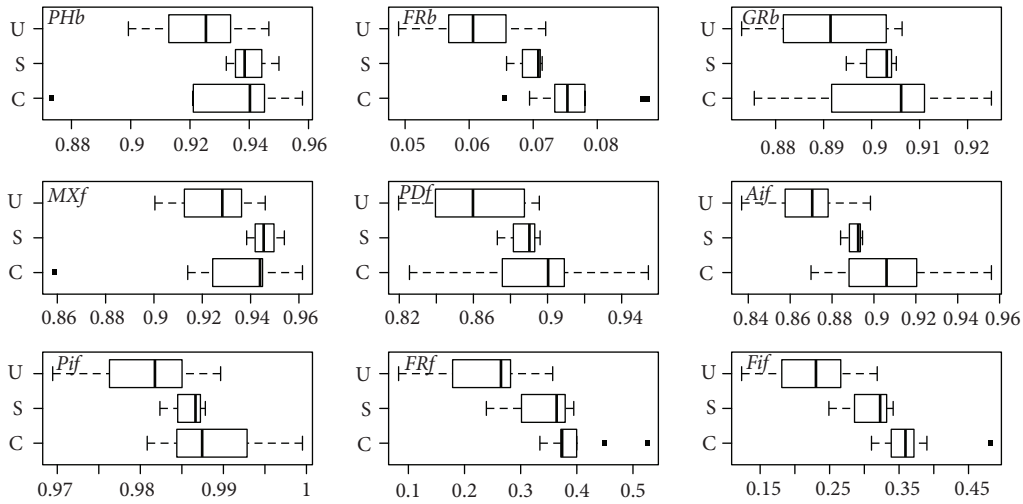 PHb
U
S
C
0.88 0.9 0.92 0.94 0.96
FRb
U
S
C
0.05 0.06 0.07 0.08
GRb
U
S
C
0.88 0.89 0.9 0.91 0.92
MXf
U
S
C
0.86 0.88 0.9 0.92 0.94 0.96
PDf
U
S
C
0.82 0.86 0.9 0.94
Aif
U
S
C
0.84 0.86 0.88 0.9 0.92 0.94 0.96
Pif
U
S
C
0.97 0.98 0.99 1
FRf
U
S
C
0.1 0.2 0.3 0.4 0.5
Fif
U
S
C
0.15 0.25 0.35 0.45